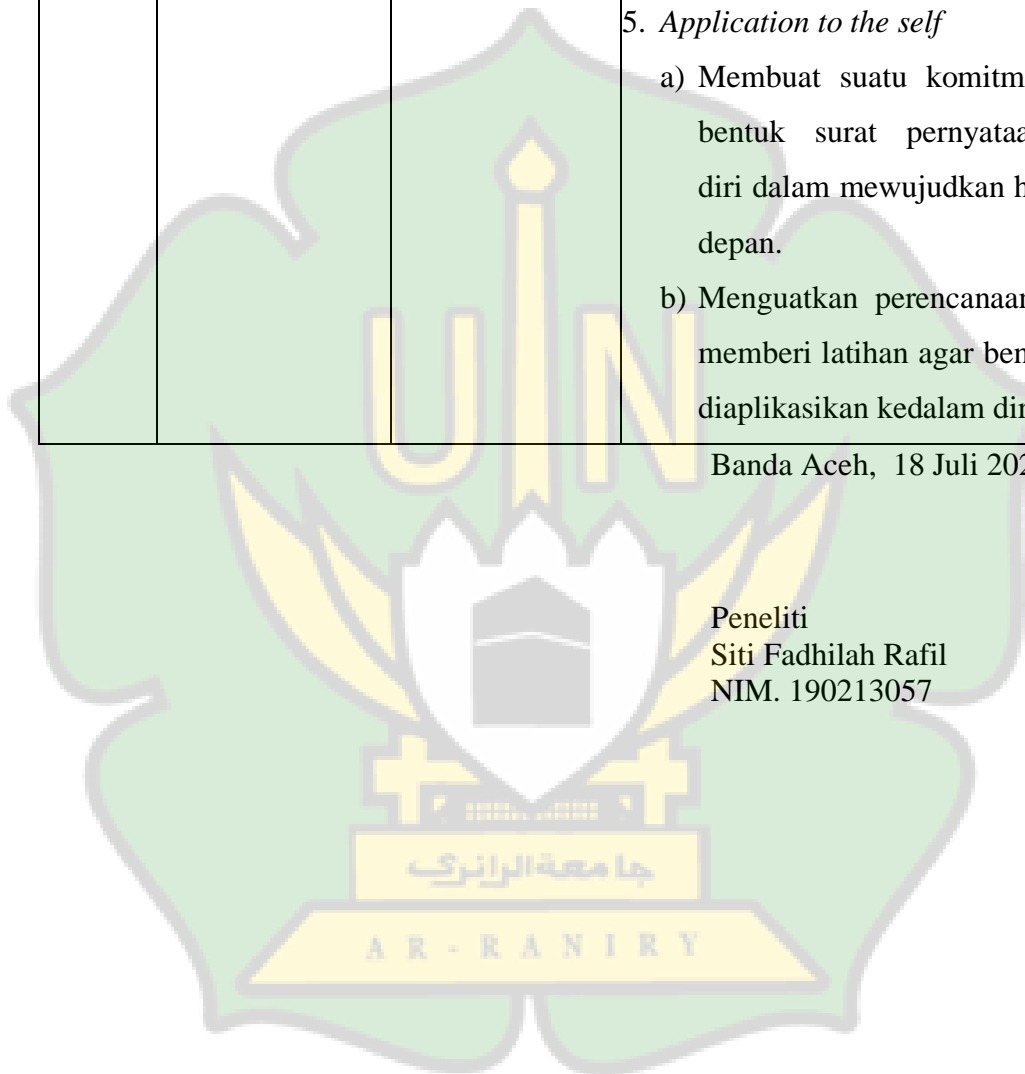 5. Application to the self
a) Membuat suatu komitm
bentuk surat pernyataa
diri dalam mewujudkan h
depan.
b) Menguatkan perencanaan
memberi latihan agar ben
diaplikasikan kedalam dir
Banda Aceh, 18 Juli 202
Peneliti
Siti Fadhilah Rafil
NIM. 190213057
UIN
جامعة الرانري
AR-RANIRY